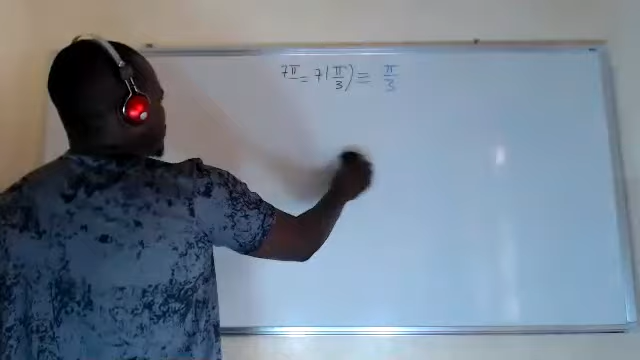 7π = 7(π/3) ≡ π/3